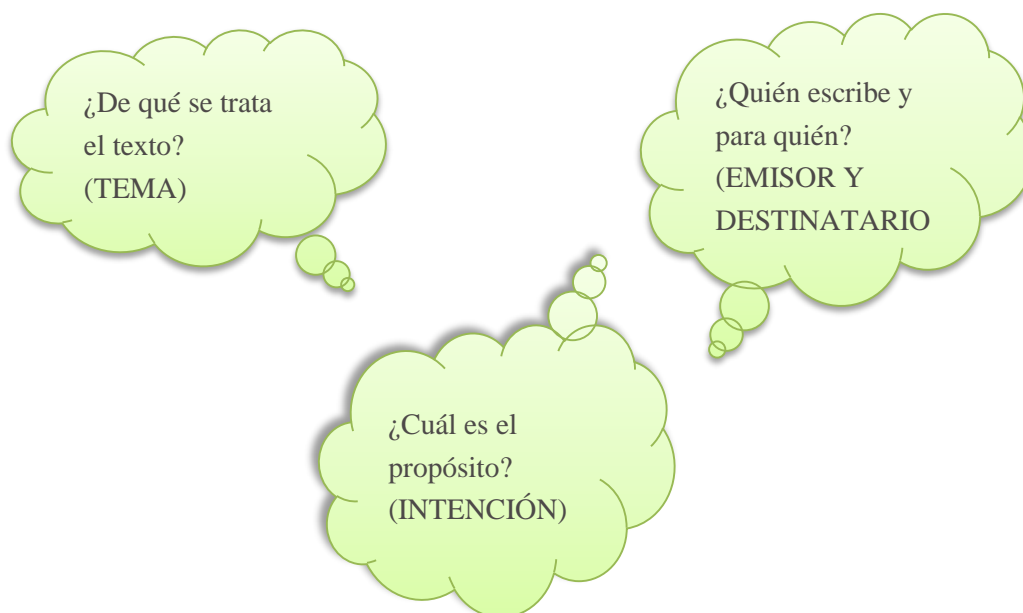 ¿De qué se trata
el texto?
(TEMA)
¿Quién escribe y
para quién?
(EMISOR Y
DESTINATARIO
¿Cuál es el
propósito?
(INTENCIÓN)